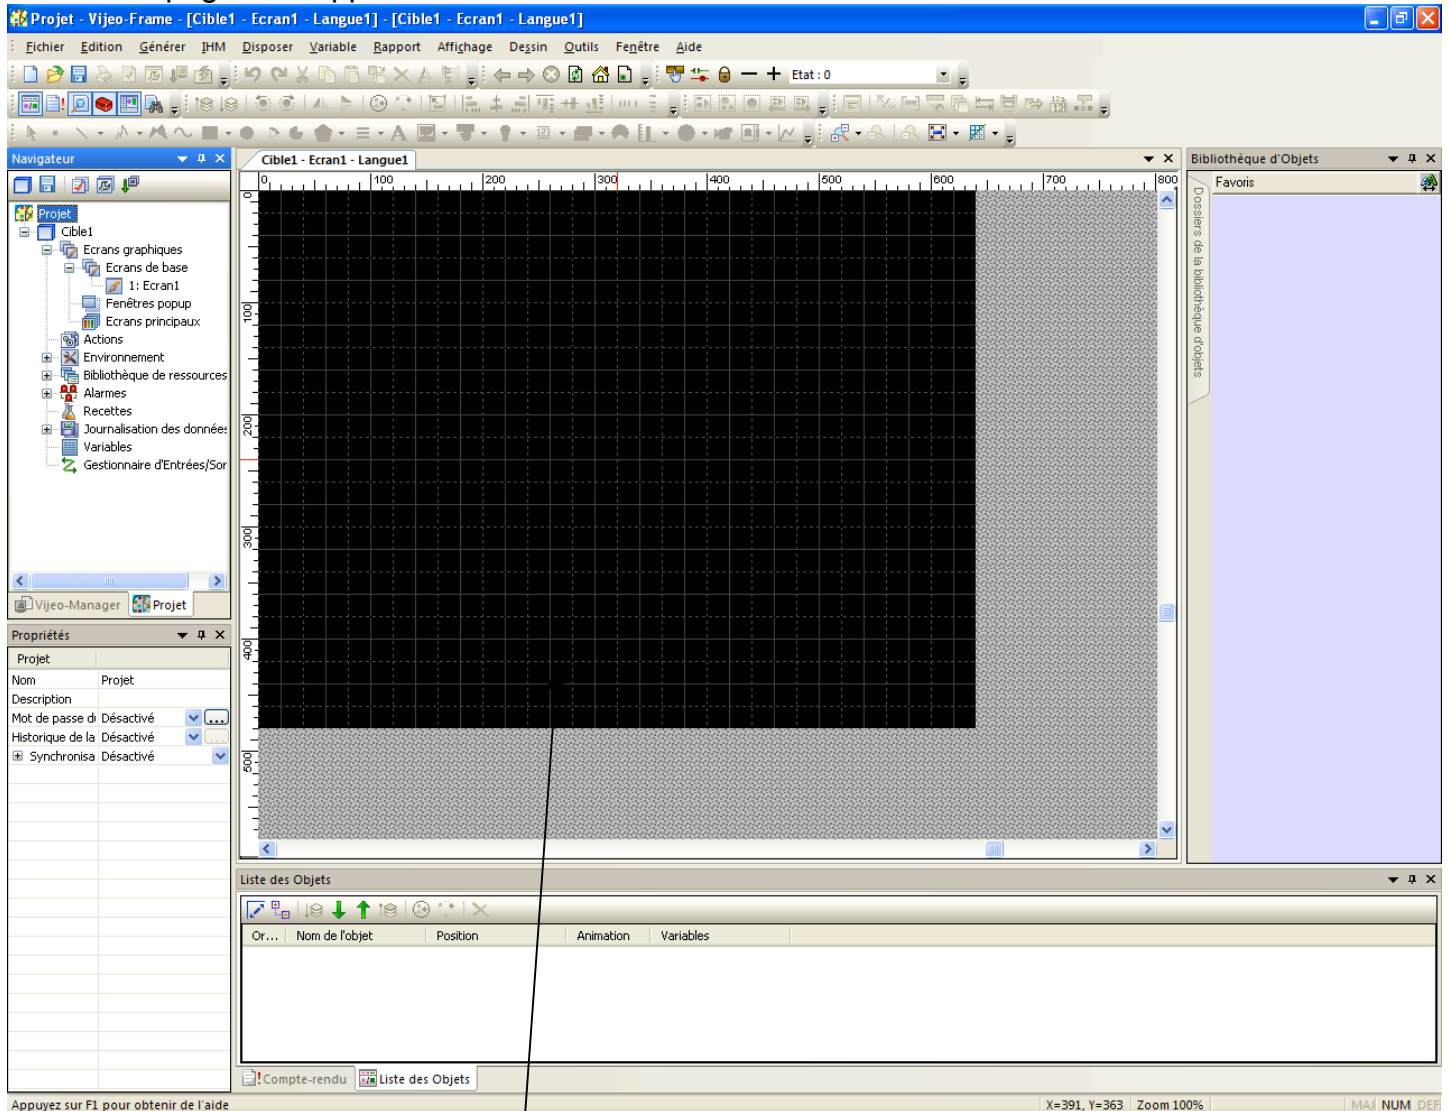 Projet - Vijeo-Frame - [Cible1 - Ecran1 - Langue1] - [Cible1 - Ecran1 - Langue1]
Fichier Edition Générer IHM Disposer Variable Rapport Affichage Dessin Outils Fenêtre Aide
Etat : 0
Navigateur
Cible1 - Ecran1 - Langue1
Bibliothèque d'Objets
0 100 200 300 400 500 600 700 800
Favoris
Dossiers de la bibliothèque d'objets
Projet
Cible1
Ecrans graphiques
Ecrans de base
1: Ecran1
Fenêtres popup
Ecrans principaux
Actions
Environnement
Bibliothèque de ressources
Alarmes
Recettes
Journalisation des données
Variables
Gestionnaire d'Entrées/Sor
0
100
200
300
400
500
Vijeo-Manager Projet
Propriétés
Projet
Nom Projet
Description
Mot de passe du Désactivé ...
Historique de la Désactivé
Synchronisa Désactivé
Liste des Objets
Or... Nom de l'objet Position Animation Variables
Compte-rendu Liste des Objets
Appuyez sur F1 pour obtenir de l'aide
X=391, Y=363 Zoom 100% MAJ NUM DEF